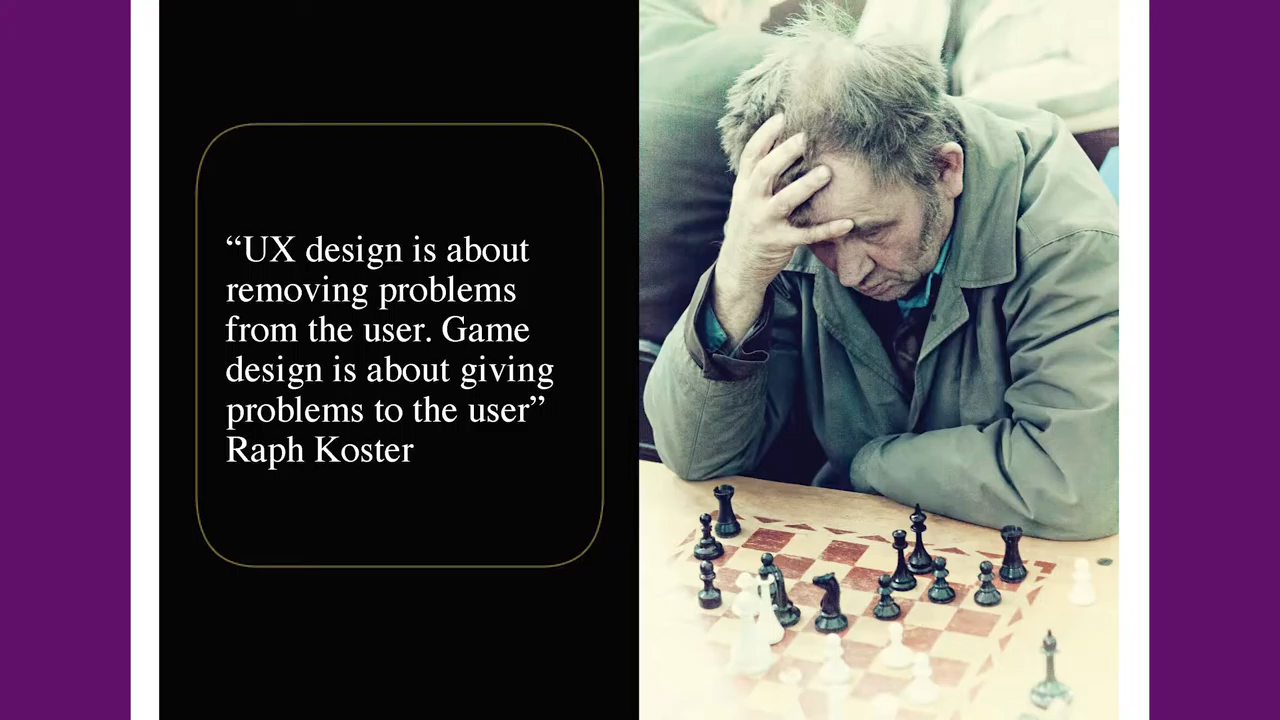 “UX design is about
removing problems
from the user. Game
design is about giving
problems to the user”
Raph Koster